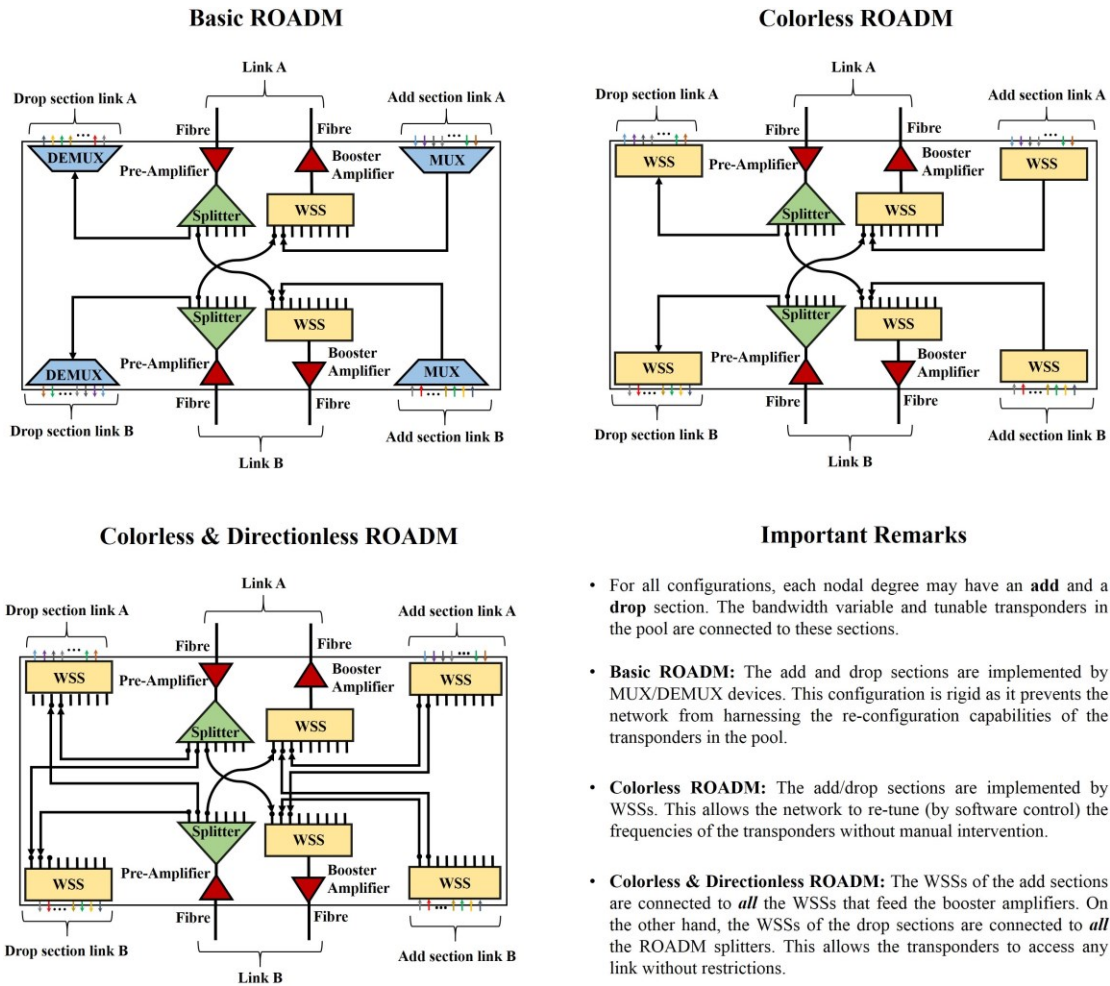 Basic ROADM
Link A
Drop section link A
Add section link A
Fibre
Fibre
DEMUX
Pre-Amplifier
Booster
Amplifier
MUX
Splitter
WSS
Splitter
WSS
DEMUX
Pre-Amplifier
Booster
Amplifier
MUX
Fibre
Fibre
Drop section link B
Add section link B
Link B
Colorless ROADM
Link A
Drop section link A
Add section link A
Fibre
Fibre
WSS
Pre-Amplifier
Booster
Amplifier
WSS
Splitter
WSS
Splitter
WSS
WSS
Pre-Amplifier
Booster
Amplifier
WSS
Fibre
Fibre
Drop section link B
Add section link B
Link B
Colorless & Directionless ROADM
Link A
Drop section link A
Add section link A
Fibre
Fibre
WSS
Pre-Amplifier
Booster
Amplifier
WSS
Splitter
WSS
Splitter
WSS
WSS
Pre-Amplifier
Booster
Amplifier
WSS
Fibre
Fibre
Drop section link B
Add section link B
Link B
Important Remarks
• For all configurations, each nodal degree may have an add and a
drop section. The bandwidth variable and tunable transponders in
the pool are connected to these sections.
• Basic ROADM: The add and drop sections are implemented by
MUX/DEMUX devices. This configuration is rigid as it prevents the
network from harnessing the re-configuration capabilities of the
transponders in the pool.
• Colorless ROADM: The add/drop sections are implemented by
WSSs. This allows the network to re-tune (by software control) the
frequencies of the transponders without manual intervention.
• Colorless & Directionless ROADM: The WSSs of the add sections
are connected to all the WSSs that feed the booster amplifiers. On
the other hand, the WSSs of the drop sections are connected to all
the ROADM splitters. This allows the transponders to access any
link without restrictions.